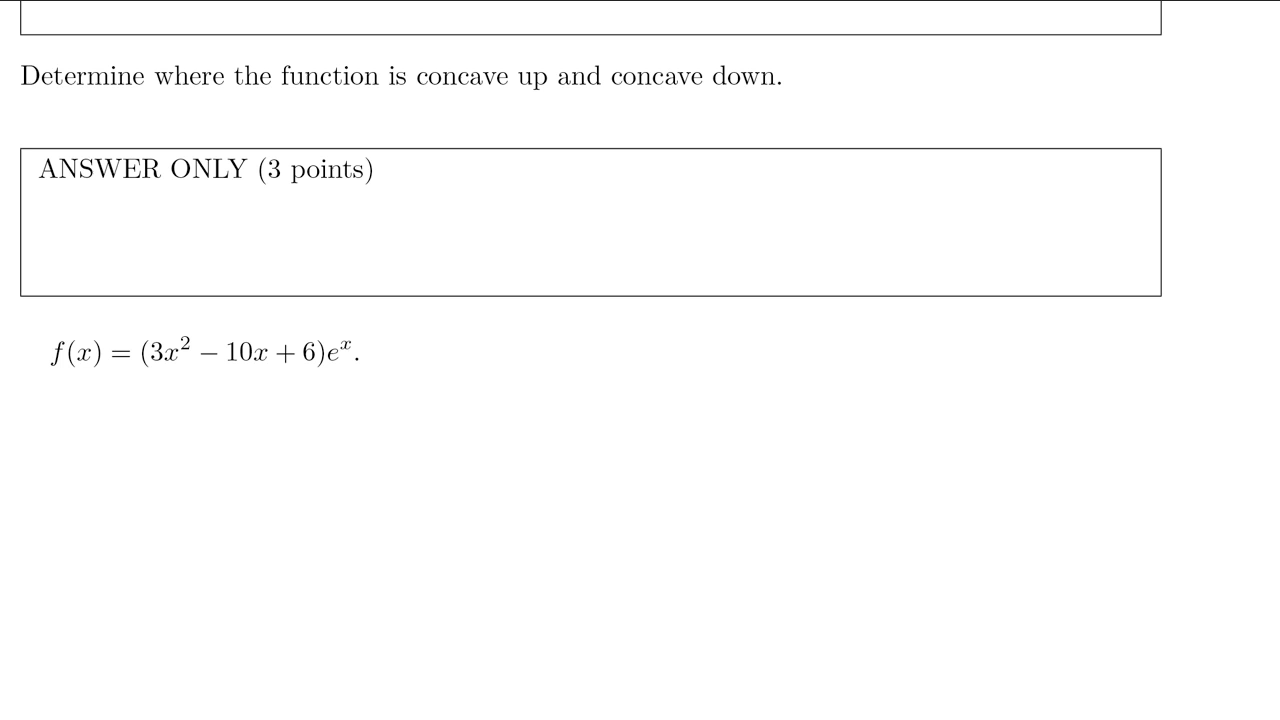 Determine where the function is concave up and concave down.
ANSWER ONLY (3 points)
f(x) = (3x² − 10x + 6)eˣ.